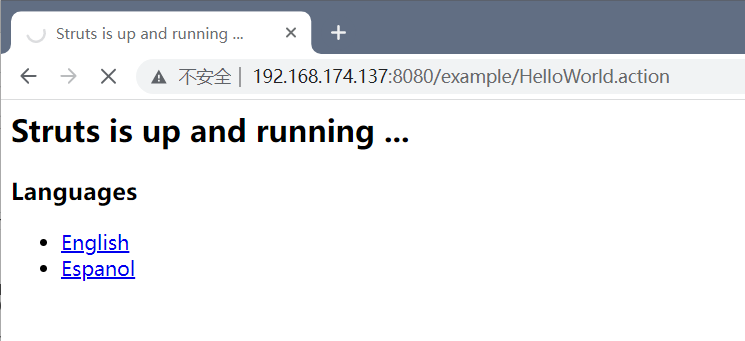 Struts is up and running ...
不安全 | 192.168.174.137:8080/example/HelloWorld.action
Struts is up and running ...
Languages
English
Espanol